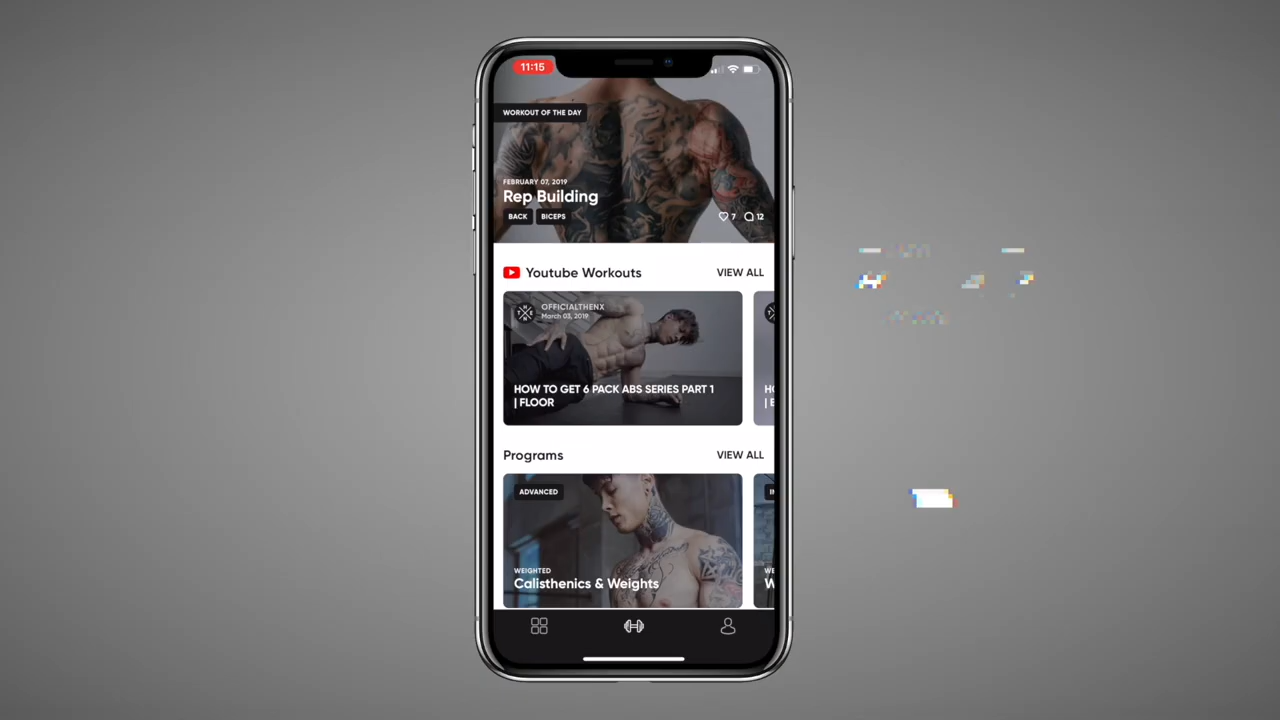 11:15
WORKOUT OF THE DAY
FEBRUARY 07, 2019
Rep Building
BACK BICEPS 7 12
Youtube Workouts VIEW ALL
OFFICIALTHENX
March 03, 2019
HOW TO GET 6 PACK ABS SERIES PART 1
| FLOOR
Programs VIEW ALL
ADVANCED
WEIGHTED
Calisthenics & Weights